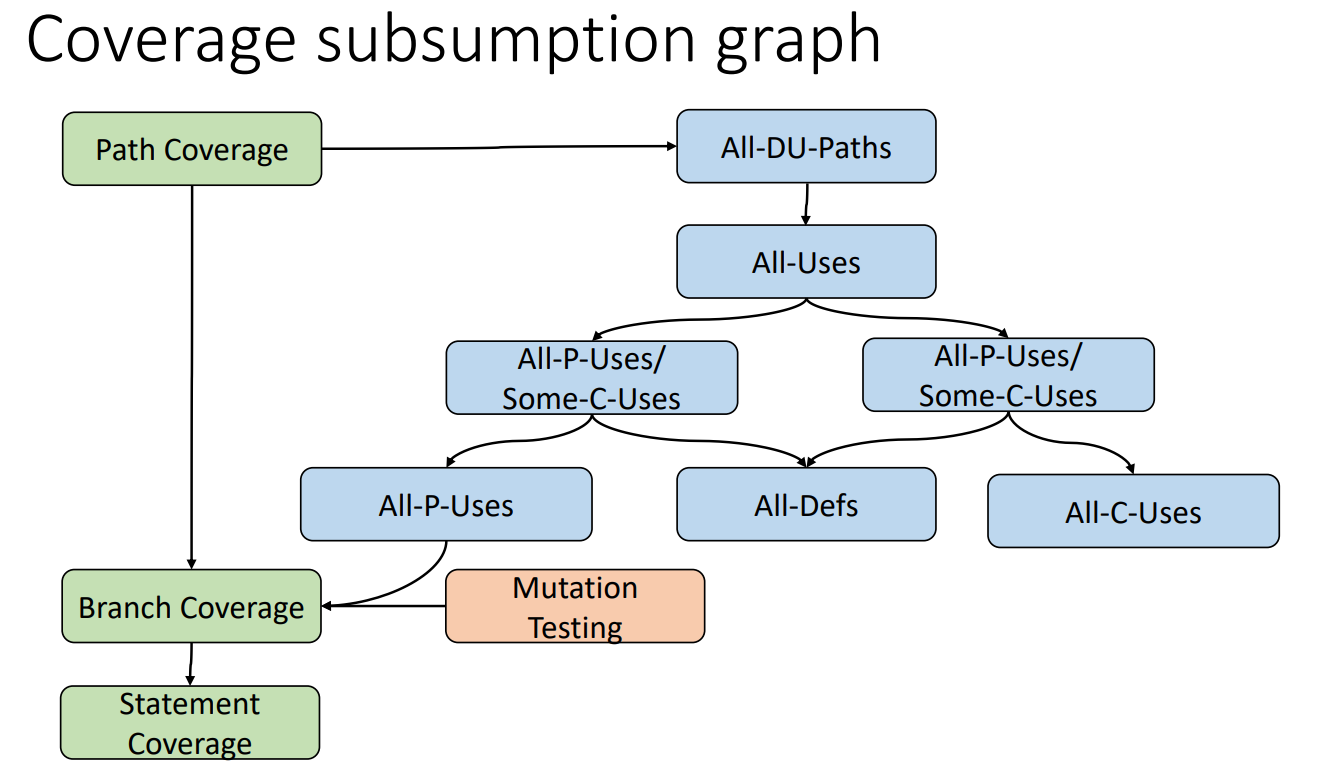 Coverage subsumption graph
Path Coverage
All-DU-Paths
All-Uses
All-P-Uses/
Some-C-Uses
All-P-Uses/
Some-C-Uses
All-P-Uses
All-Defs
All-C-Uses
Branch Coverage
Mutation
Testing
Statement
Coverage